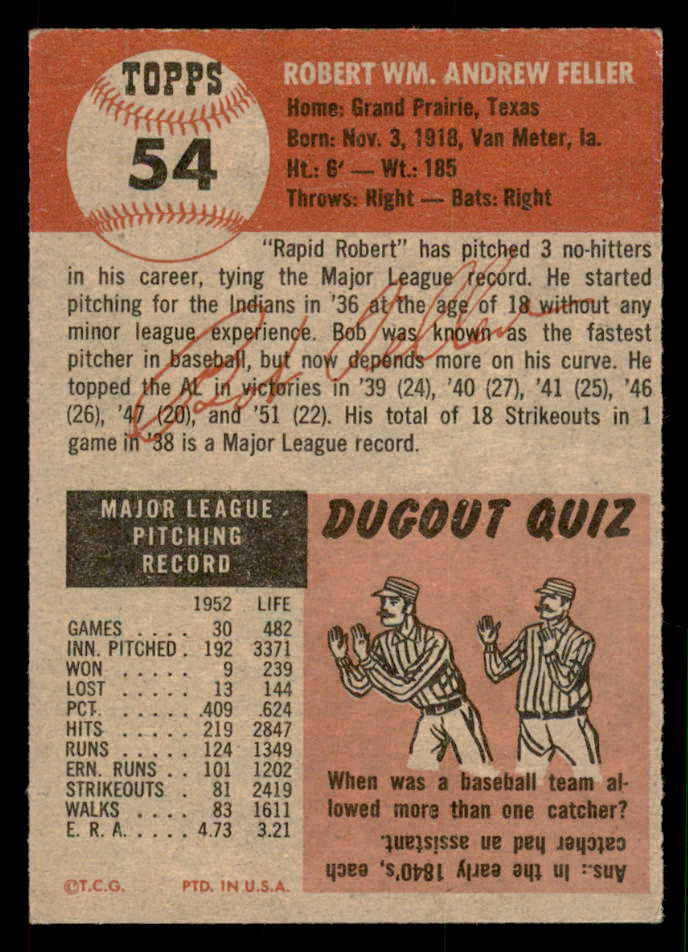 TOPPS
54
ROBERT WM. ANDREW FELLER
Home: Grand Prairie, Texas
Born: Nov. 3, 1918, Van Meter, Ia.
Ht.: 6' — Wt.: 185
Throws: Right — Bats: Right
"Rapid Robert" has pitched 3 no-hitters
in his career, tying the Major League record. He started
pitching for the Indians in '36 at the age of 18 without any
minor league experience. Bob was known as the fastest
pitcher in baseball, but now depends more on his curve. He
topped the AL in victories in '39 (24), '40 (27), '41 (25), '46
(26), '47 (20), and '51 (22). His total of 18 Strikeouts in 1
game in '38 is a Major League record.
Bob Feller
MAJOR LEAGUE
PITCHING
RECORD
1952 LIFE
GAMES . . . . 30 482
INN. PITCHED . 192 3371
WON . . . . . 9 239
LOST . . . . . 13 144
PCT. . . . . . .409 .624
HITS . . . . . 219 2847
RUNS . . . . . 124 1349
ERN. RUNS . . 101 1202
STRIKEOUTS . 81 2419
WALKS . . . . 83 1611
E. R. A. . . . . 4.73 3.21
©T.C.G. PTD. IN U.S.A.
DUGOUT QUIZ
When was a baseball team al-
lowed more than one catcher?
Ans.: In the early 1840's, each
catcher had an assistant.